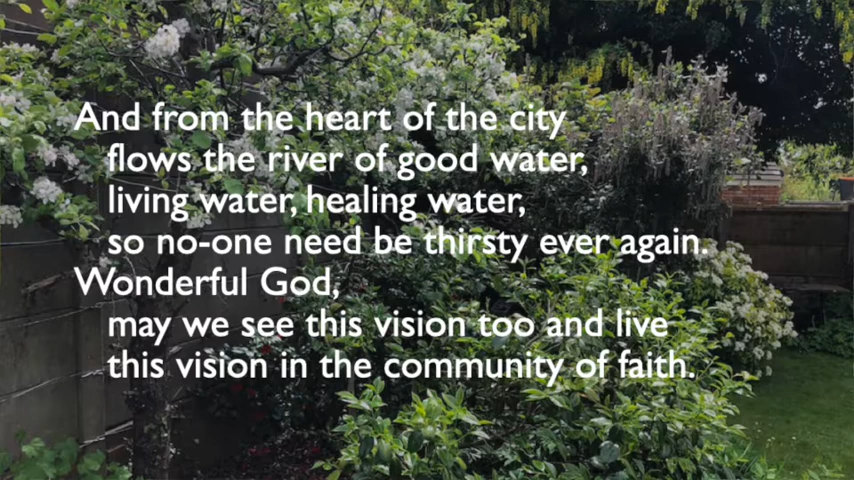 And from the heart of the city
flows the river of good water,
living water, healing water,
so no-one need be thirsty ever again.
Wonderful God,
may we see this vision too and live
this vision in the community of faith.